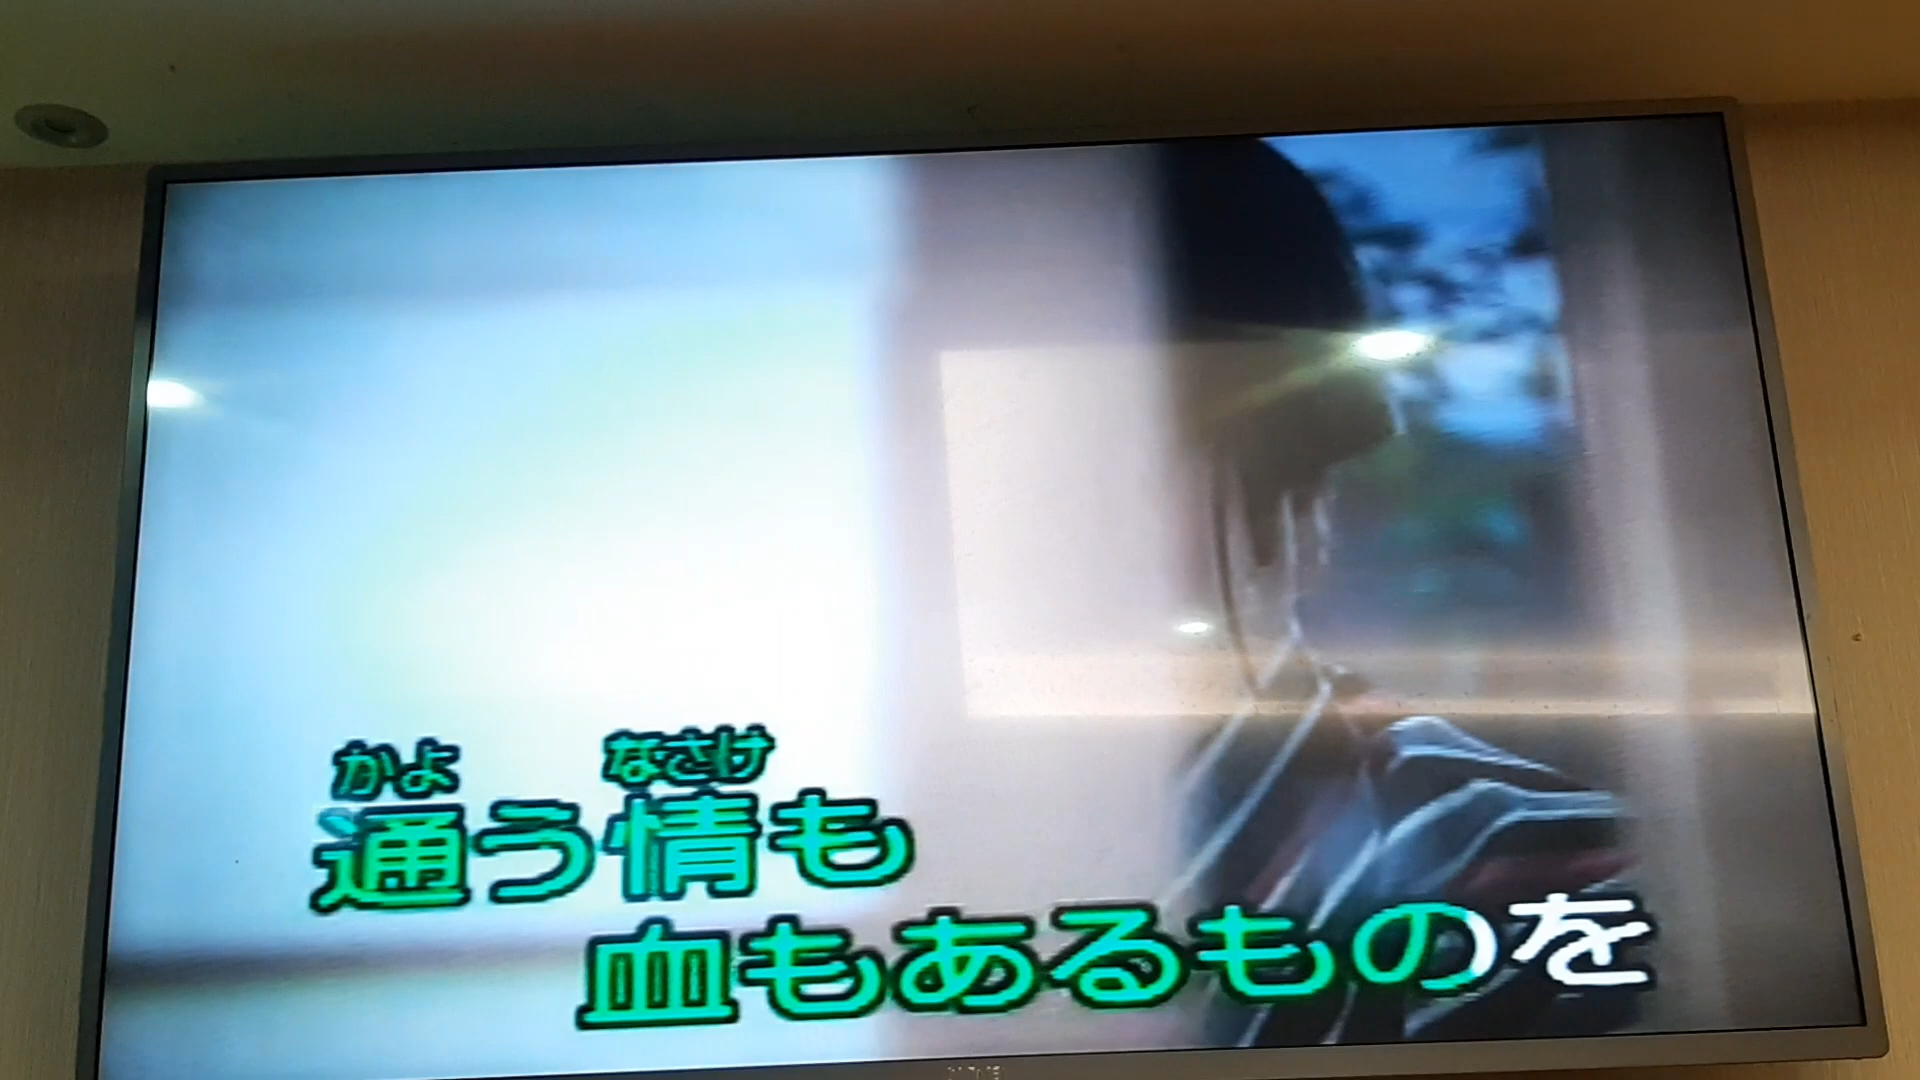 かよ なさけ
通う情も
血もあるものを